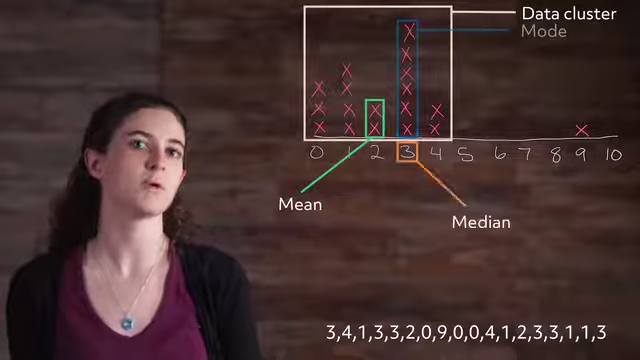 Data cluster
Mode
0 1 2 3 4 5 6 7 8 9 10
Mean
Median
3,4,1,3,3,2,0,9,0,0,4,1,2,3,3,1,1,3